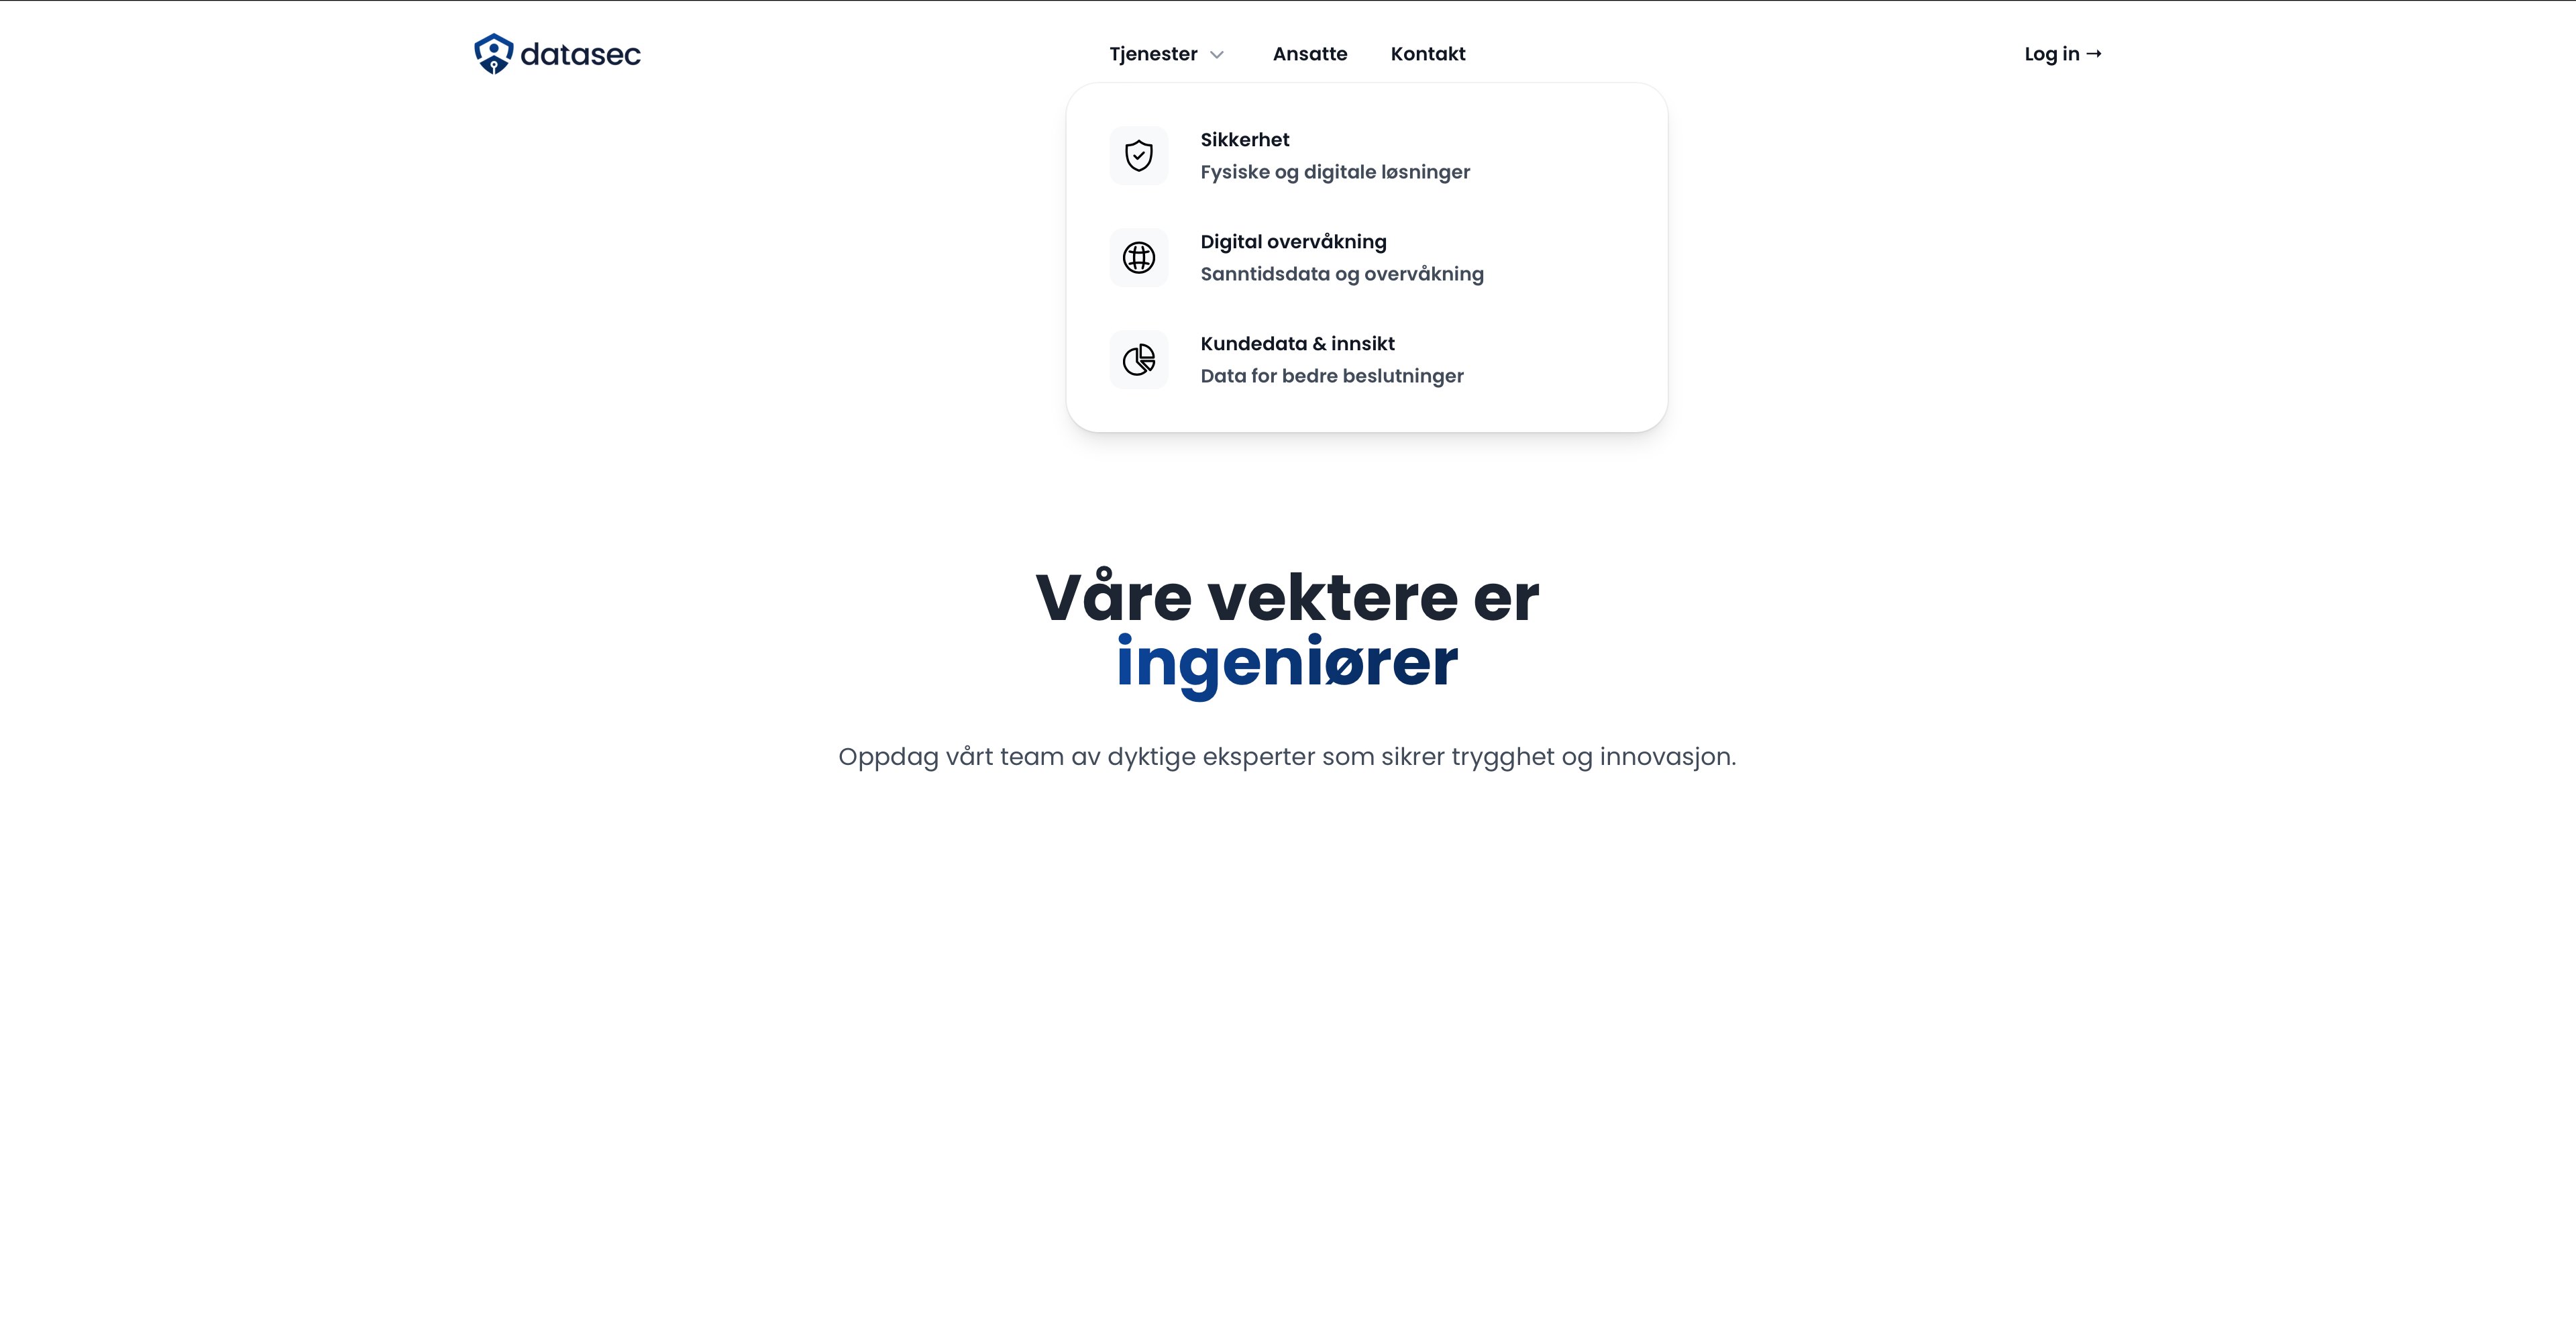 datasec
Tjenester
Ansatte
Kontakt
Log in →
Sikkerhet
Fysiske og digitale løsninger
Digital overvåkning
Sanntidsdata og overvåkning
Kundedata & innsikt
Data for bedre beslutninger
Våre vektere er
ingeniører
Oppdag vårt team av dyktige eksperter som sikrer trygghet og innovasjon.